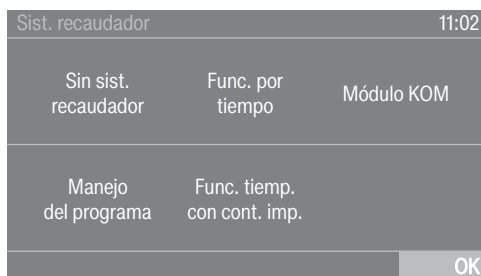 Sist. recaudador 11:02
Sin sist. Func. por Módulo KOM
recaudador tiempo
Manejo Func. tiemp.
del programa con cont. imp.
OK